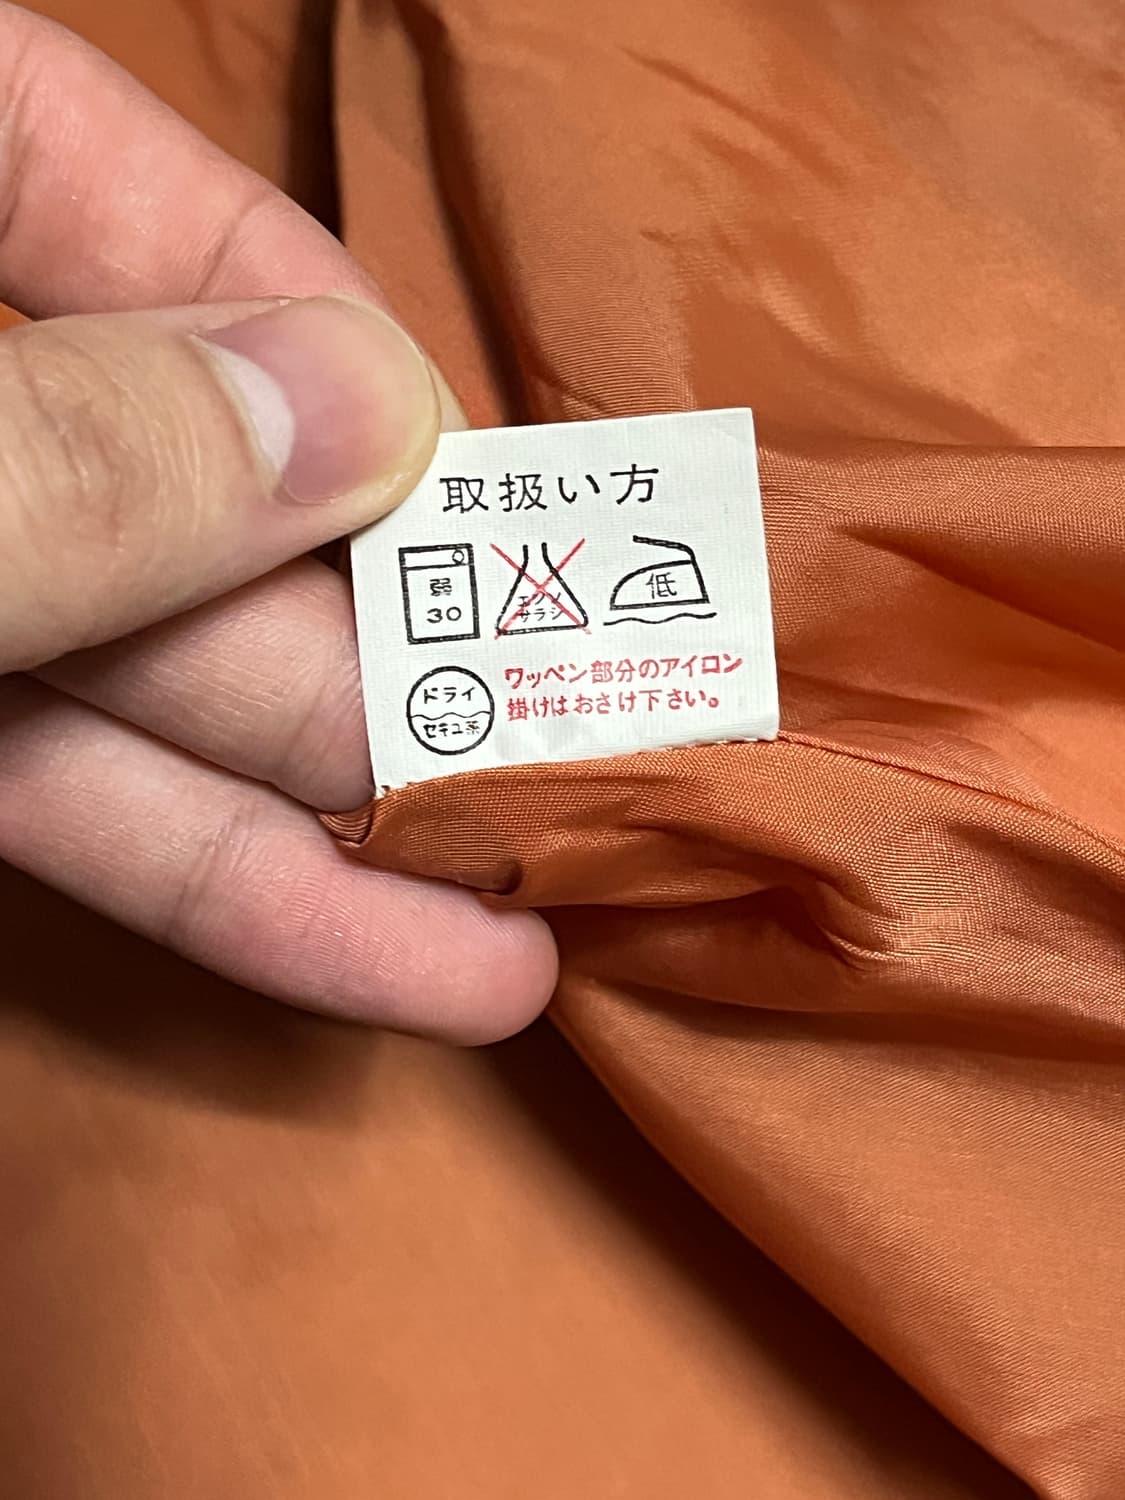 取扱い方
弱
30
エンソ
サラシ
低
ドライ
セキユ系
ワッペン部分のアイロン
掛けはおさけ下さい。